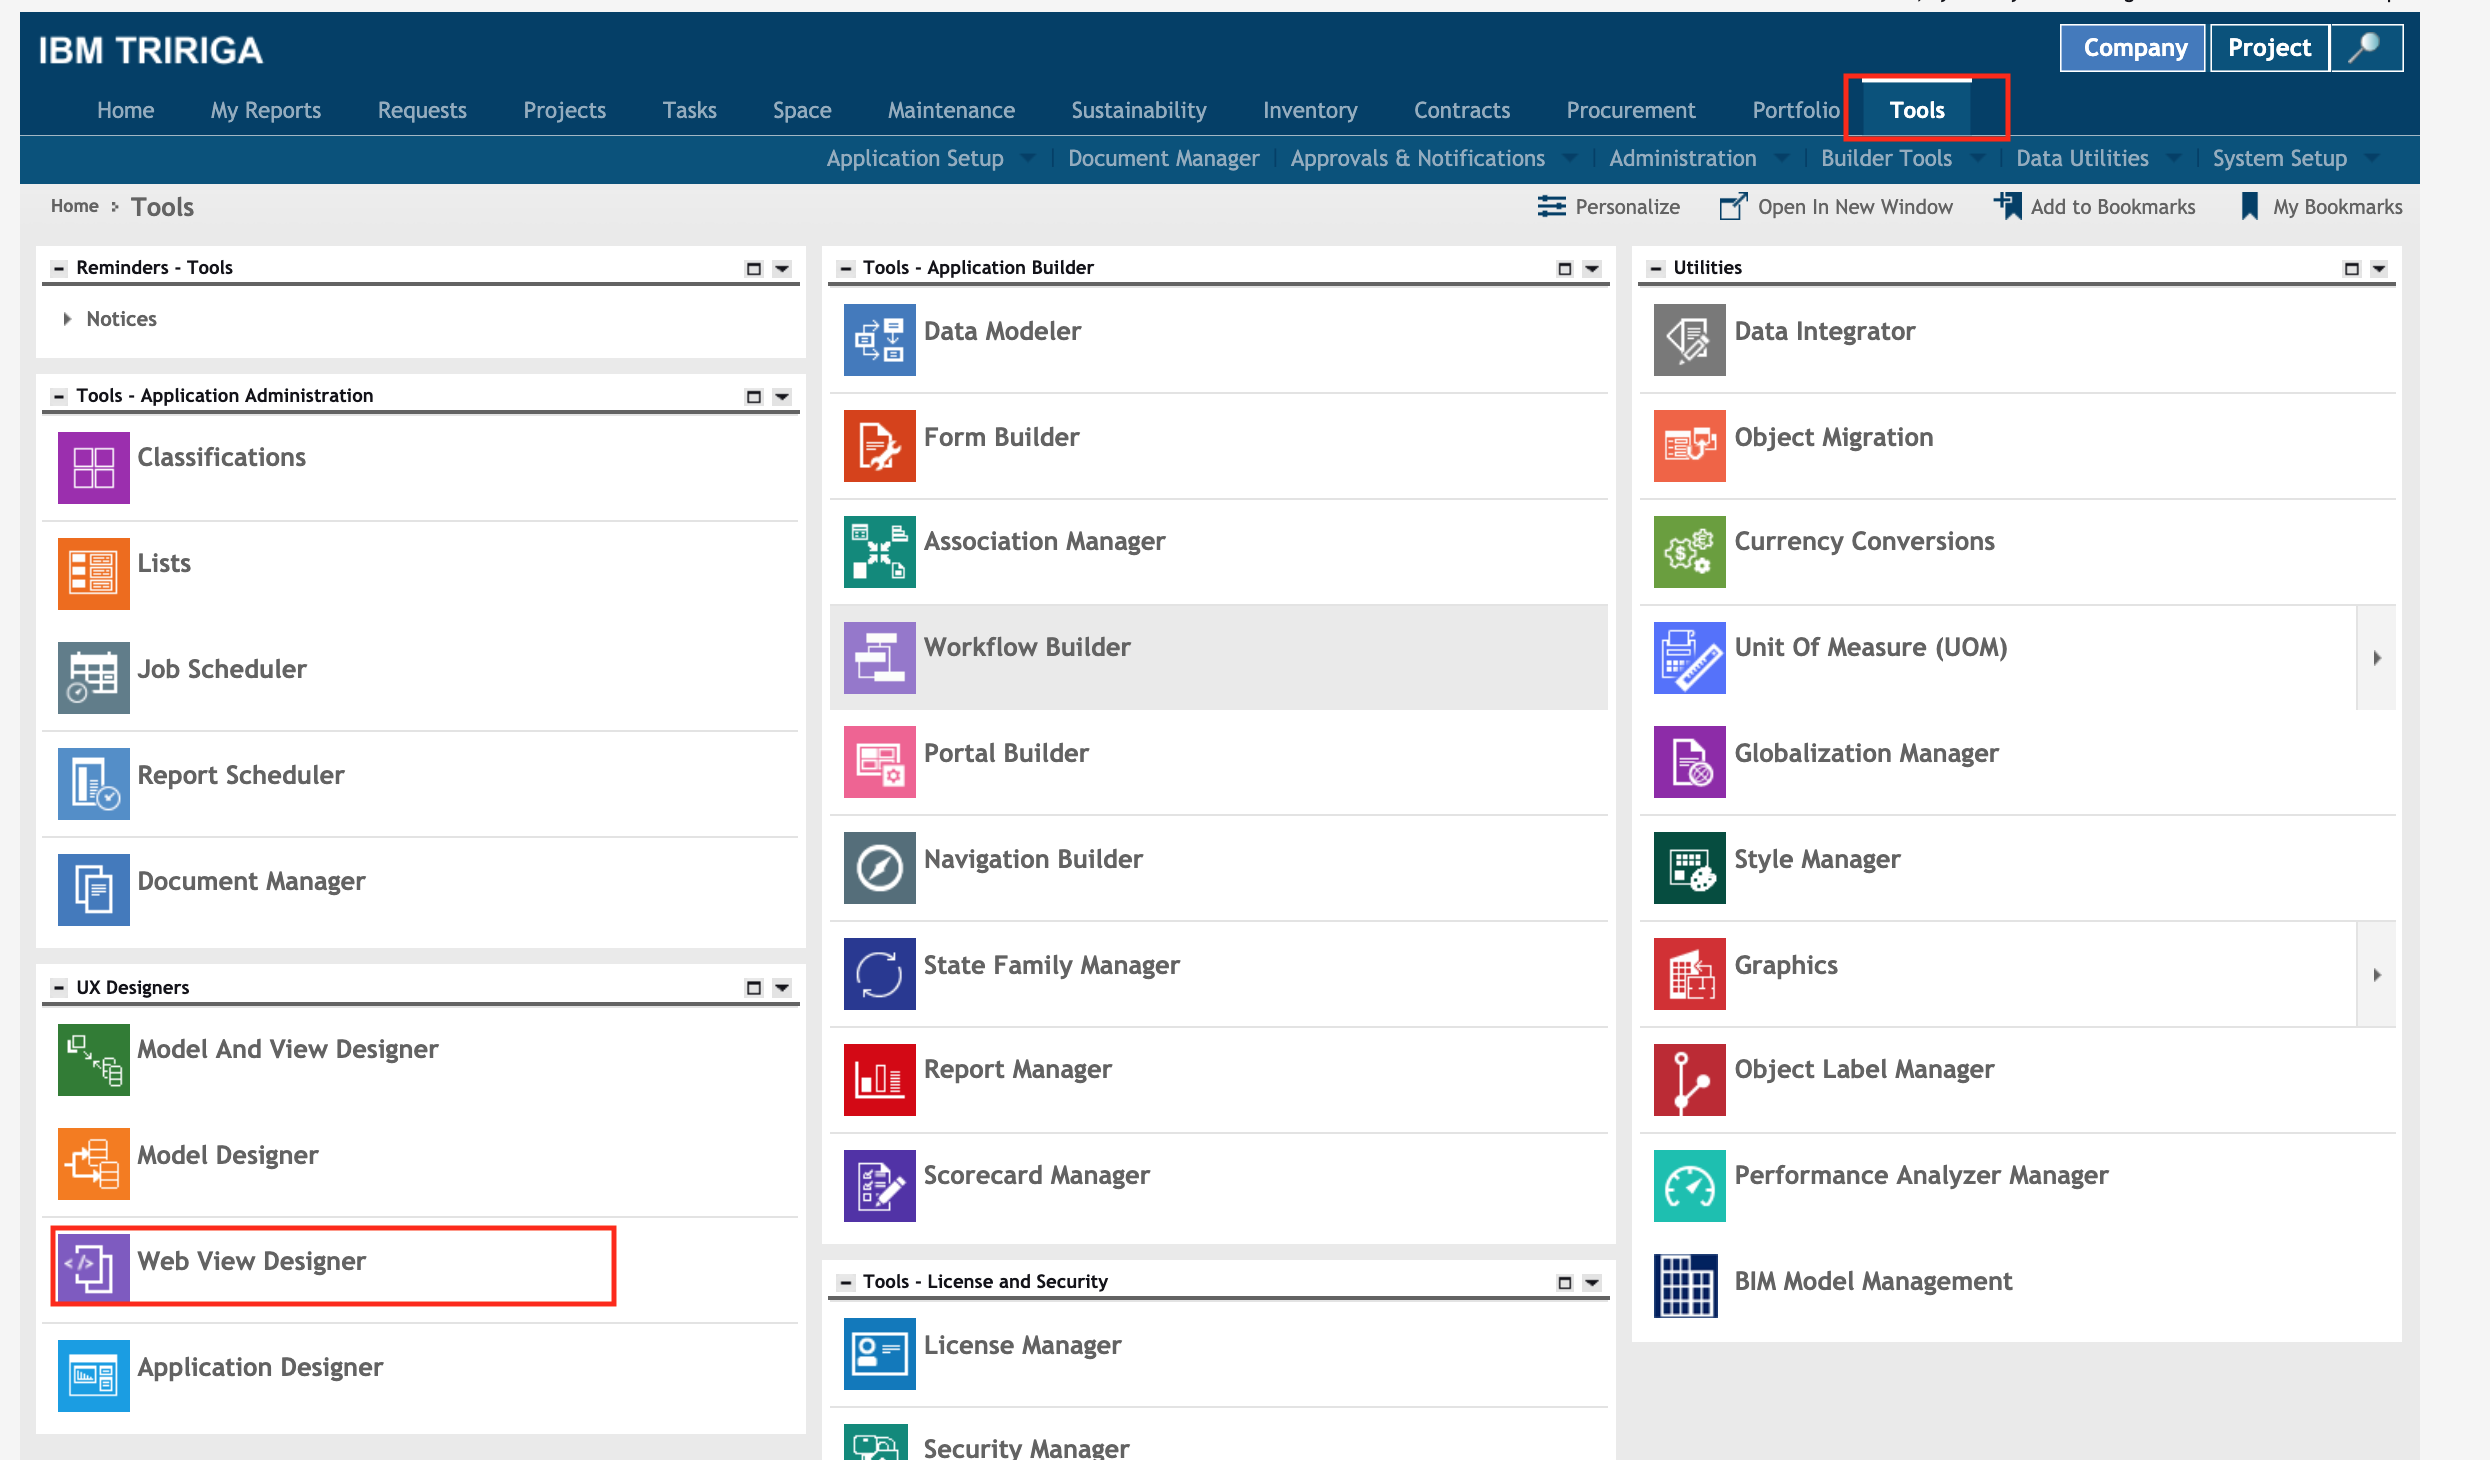 IBM TRIRIGA
Company
Project
Home
My Reports
Requests
Projects
Tasks
Space
Maintenance
Sustainability
Inventory
Contracts
Procurement
Portfolio
Tools
Application Setup
Document Manager
Approvals & Notifications
Administration
Builder Tools
Data Utilities
System Setup
Home
Tools
Personalize
Open In New Window
Add to Bookmarks
My Bookmarks
Reminders - Tools
Notices
Tools - Application Administration
Classifications
Lists
Job Scheduler
Report Scheduler
Document Manager
UX Designers
Model And View Designer
Model Designer
Web View Designer
Application Designer
Tools - Application Builder
Data Modeler
Form Builder
Association Manager
Workflow Builder
Portal Builder
Navigation Builder
State Family Manager
Report Manager
Scorecard Manager
Tools - License and Security
License Manager
Security Manager
Utilities
Data Integrator
Object Migration
Currency Conversions
Unit Of Measure (UOM)
Globalization Manager
Style Manager
Graphics
Object Label Manager
Performance Analyzer Manager
BIM Model Management